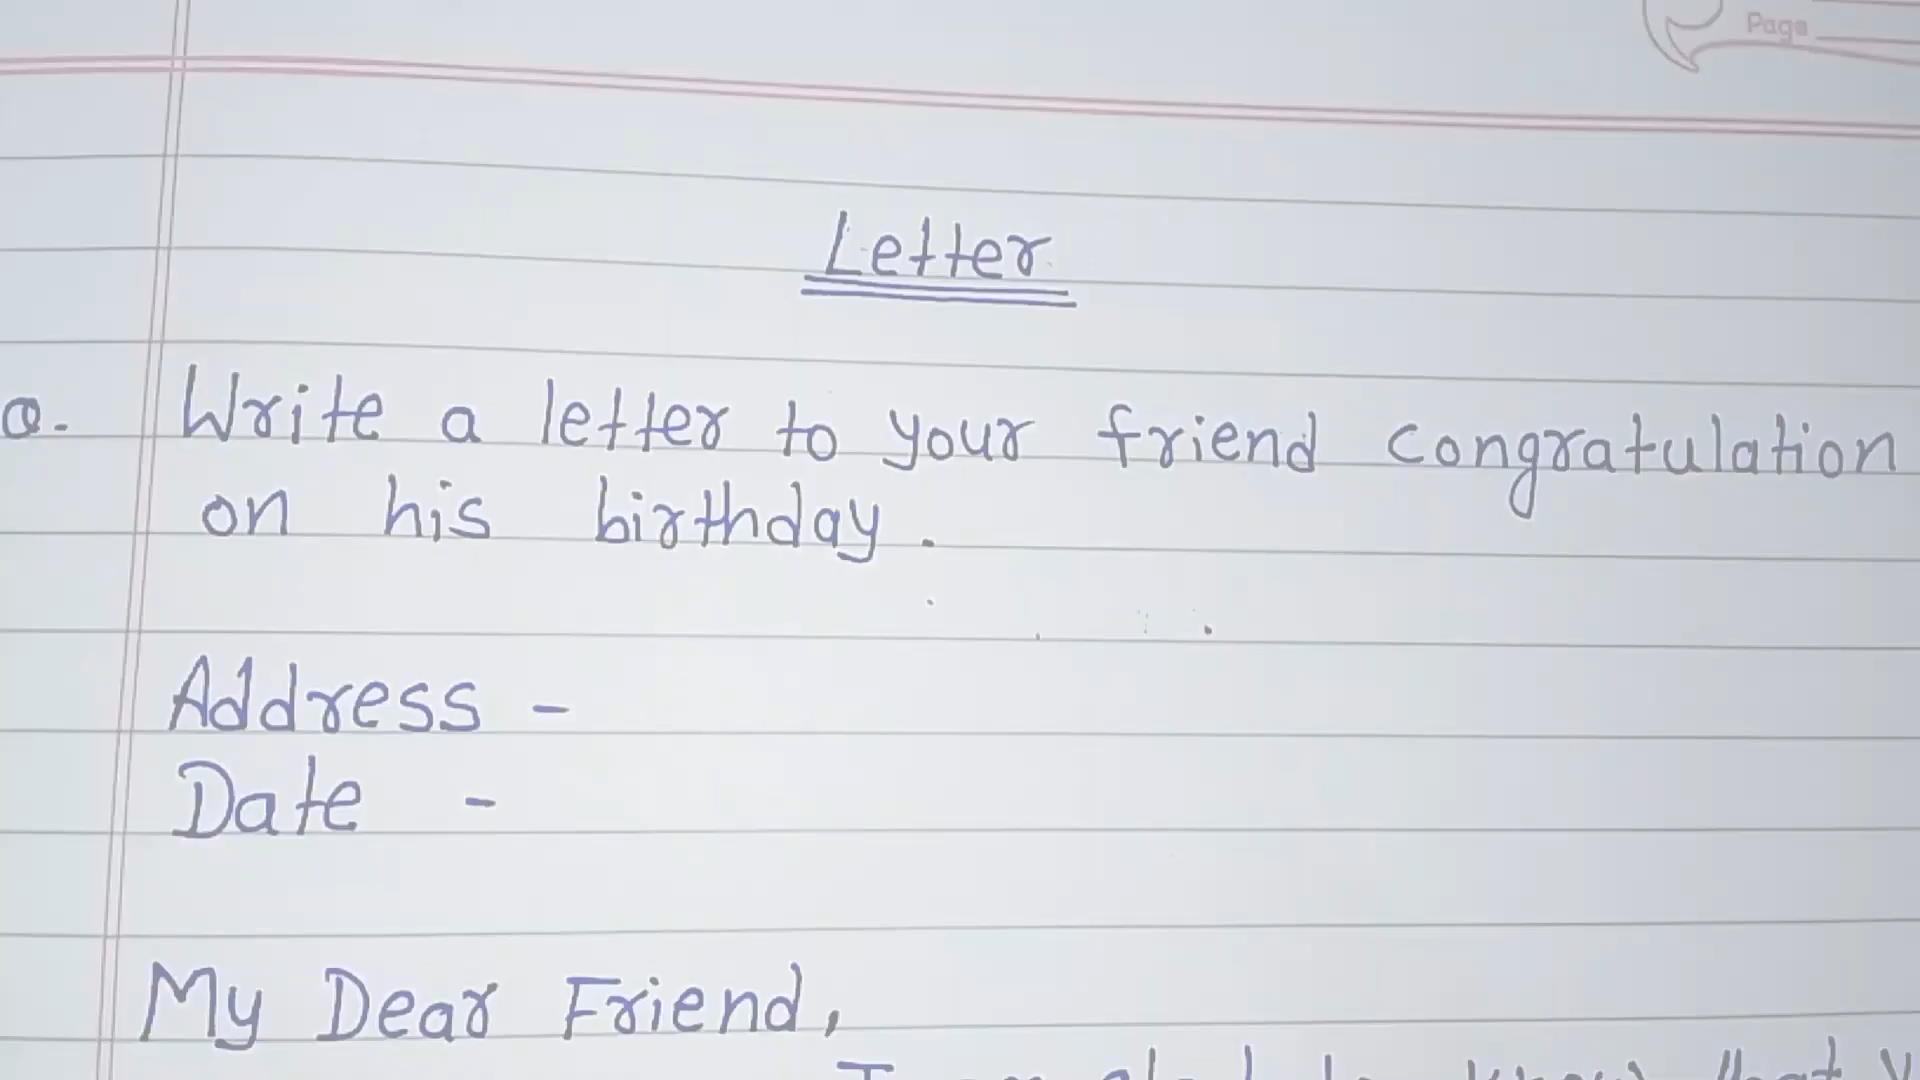 Page
Letter
Q. Write a letter to your friend congratulation
on his birthday.
Address -
Date -
My Dear Friend,